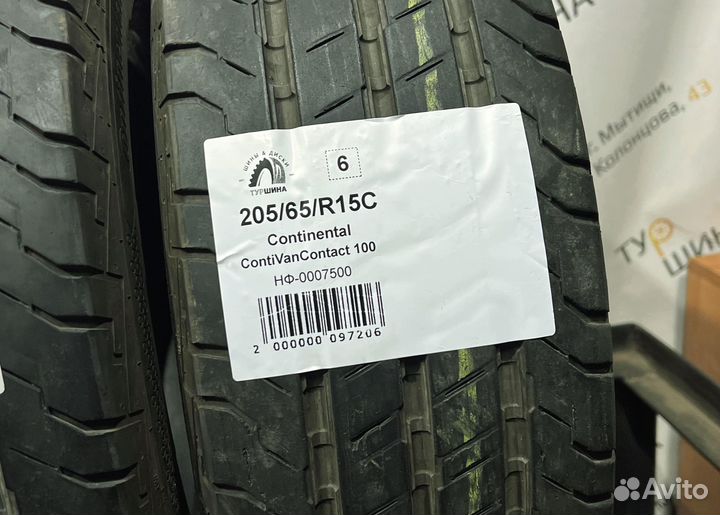 ШИНЫ & ДИСКИ
ТУРШИНА
6
205/65/R15C
Continental
ContiVanContact 100
НФ-0007500
2 000000 097206
г. Мытищи,
Колонцова, 43
ТУР
ШИНА
Avito